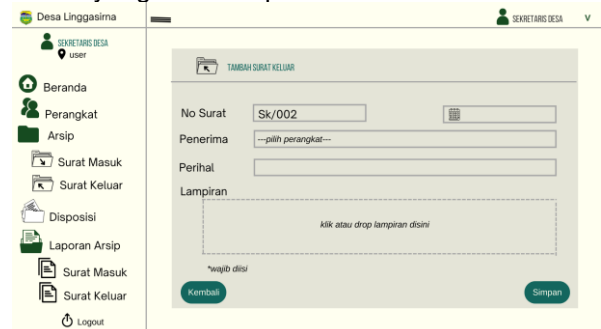 Desa Linggasirna
SEKRETARIS DESA
V
SEKRETARIS DESA
user
Beranda
Perangkat
Arsip
Surat Masuk
Surat Keluar
Disposisi
Laporan Arsip
Surat Masuk
Surat Keluar
Logout
TAMBAH SURAT KELUAR
No Surat
Sk/002
Penerima
---pilih perangkat---
Perihal
Lampiran
klik atau drop lampiran disini
*wajib diisi
Kembali
Simpan